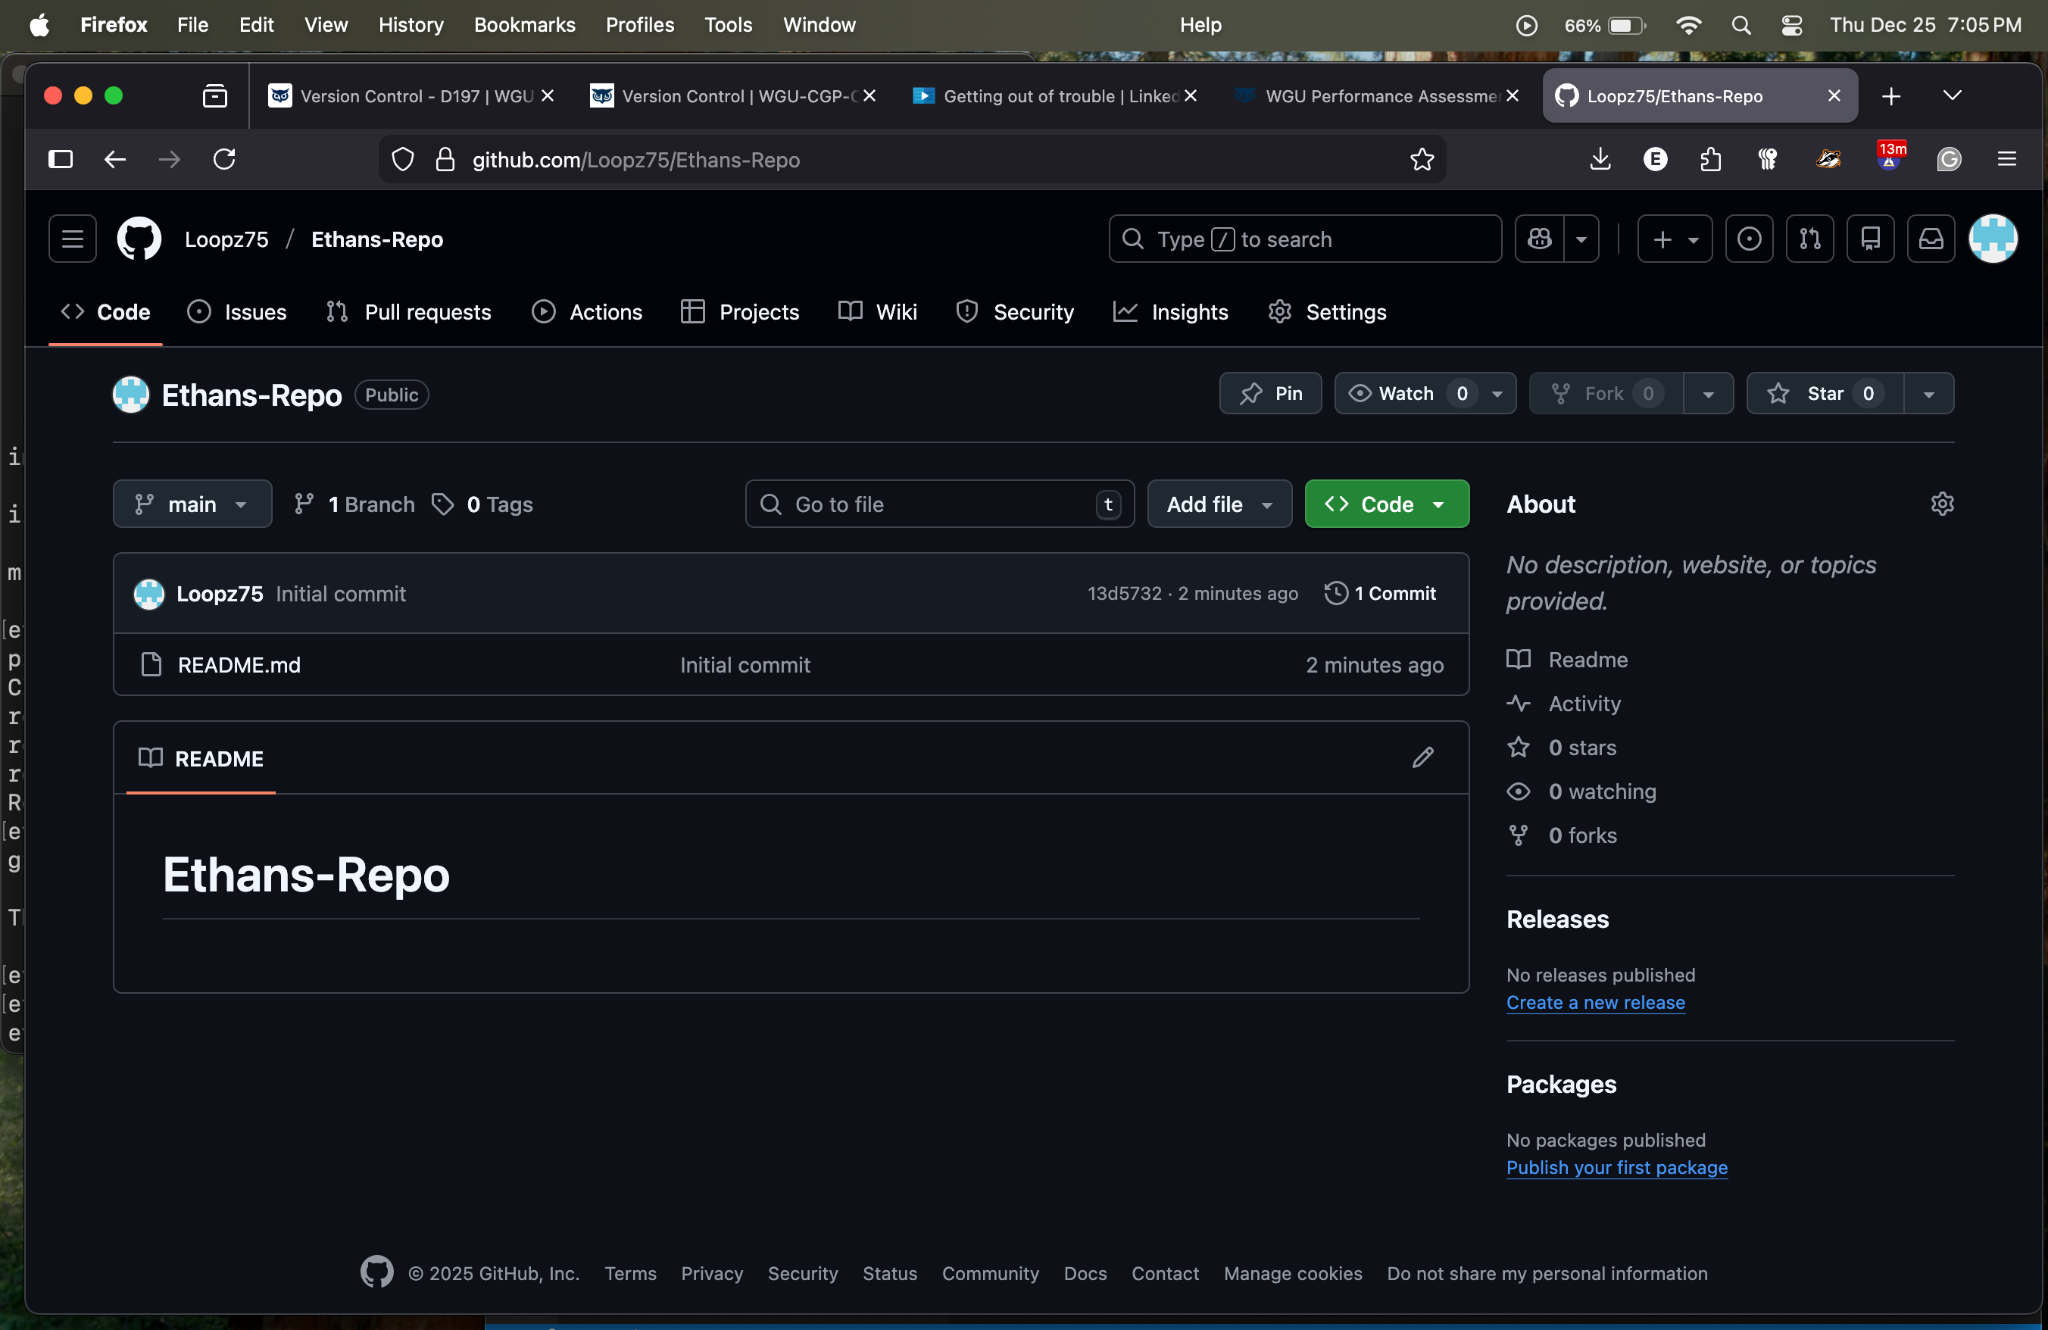 Firefox File Edit View History Bookmarks Profiles Tools Window Help 66% Thu Dec 25 7:05 PM
Version Control - D197 | WGU
Version Control | WGU-CGP-
Getting out of trouble | Linked
WGU Performance Assessme
Loopz75/Ethans-Repo
github.com/Loopz75/Ethans-Repo
E
13m
Loopz75 / Ethans-Repo
Type / to search
Code Issues Pull requests Actions Projects Wiki Security Insights Settings
Ethans-Repo Public
Pin Watch 0 Fork 0 Star 0
main 1 Branch 0 Tags Go to file t Add file Code
Loopz75 Initial commit 13d5732 · 2 minutes ago 1 Commit
README.md Initial commit 2 minutes ago
README
Ethans-Repo
About
No description, website, or topics
provided.
Readme
Activity
0 stars
0 watching
0 forks
Releases
No releases published
Create a new release
Packages
No packages published
Publish your first package
© 2025 GitHub, Inc. Terms Privacy Security Status Community Docs Contact Manage cookies Do not share my personal information